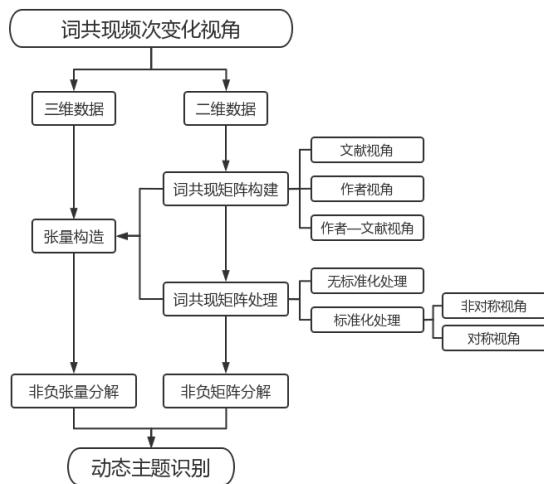 词共现频次变化视角
三维数据
二维数据
文献视角
词共现矩阵构建
作者视角
作者—文献视角
张量构造
无标准化处理
词共现矩阵处理
标准化处理
非对称视角
对称视角
非负张量分解
非负矩阵分解
动态主题识别